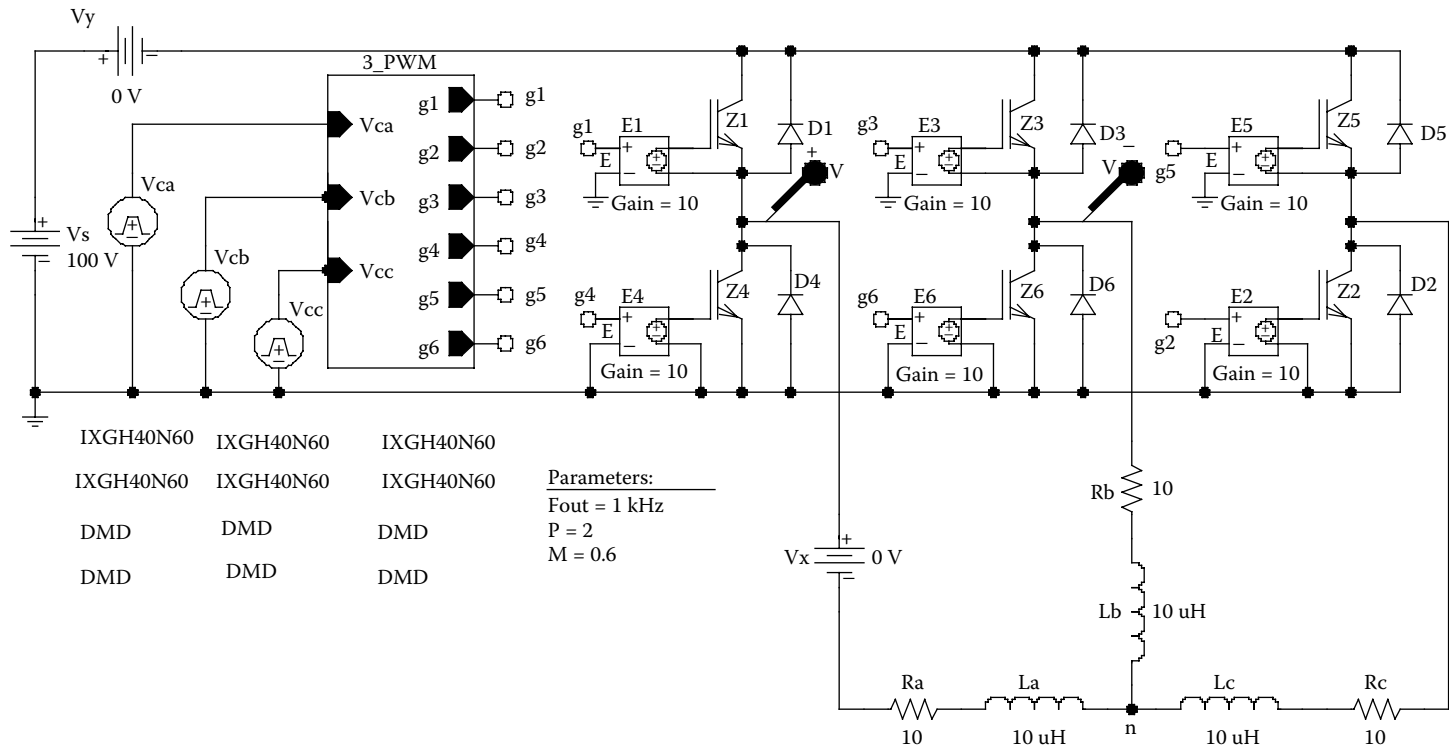 Vy
+ −
0 V
3_PWM
Vca
Vcb
Vcc
g1 g1
g2 g2
g3 g3
g4 g4
g5 g5
g6 g6
Vca
+
−
Vcb
+
−
Vcc
+
−
+
Vs
100 V
−
g1
E1
E
+
−
+
−
Gain = 10
Z1
D1
+
V
g3
E3
E
+
−
+
−
Gain = 10
Z3
D3
−
V
g5
E5
E
+
−
+
−
Gain = 10
Z5
D5
g4
E4
E
+
−
+
−
Gain = 10
Z4
D4
g6
E6
E
+
−
+
−
Gain = 10
Z6
D6
g2
E2
E
+
−
+
−
Gain = 10
Z2
D2
IXGH40N60 IXGH40N60 IXGH40N60
IXGH40N60 IXGH40N60 IXGH40N60
DMD DMD DMD
DMD DMD DMD
Parameters:
Fout = 1 kHz
P = 2
M = 0.6
Vx
+
−
0 V
Rb 10
Lb 10 uH
Ra
10
La
10 uH
n
Lc
10 uH
Rc
10